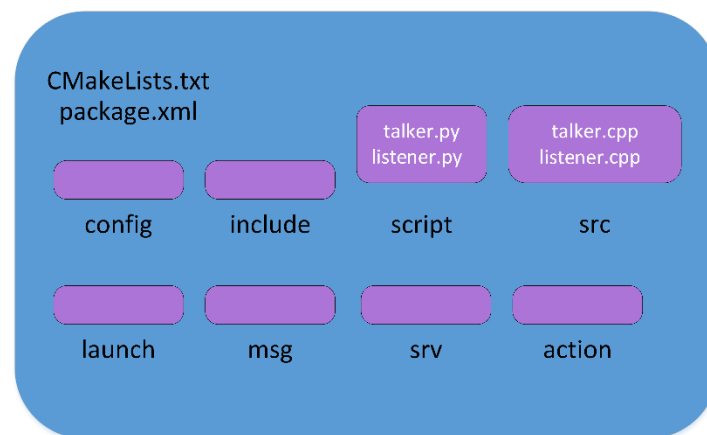 CMakeLists.txt
package.xml
talker.py
listener.py
talker.cpp
listener.cpp
config
include
script
src
launch
msg
srv
action